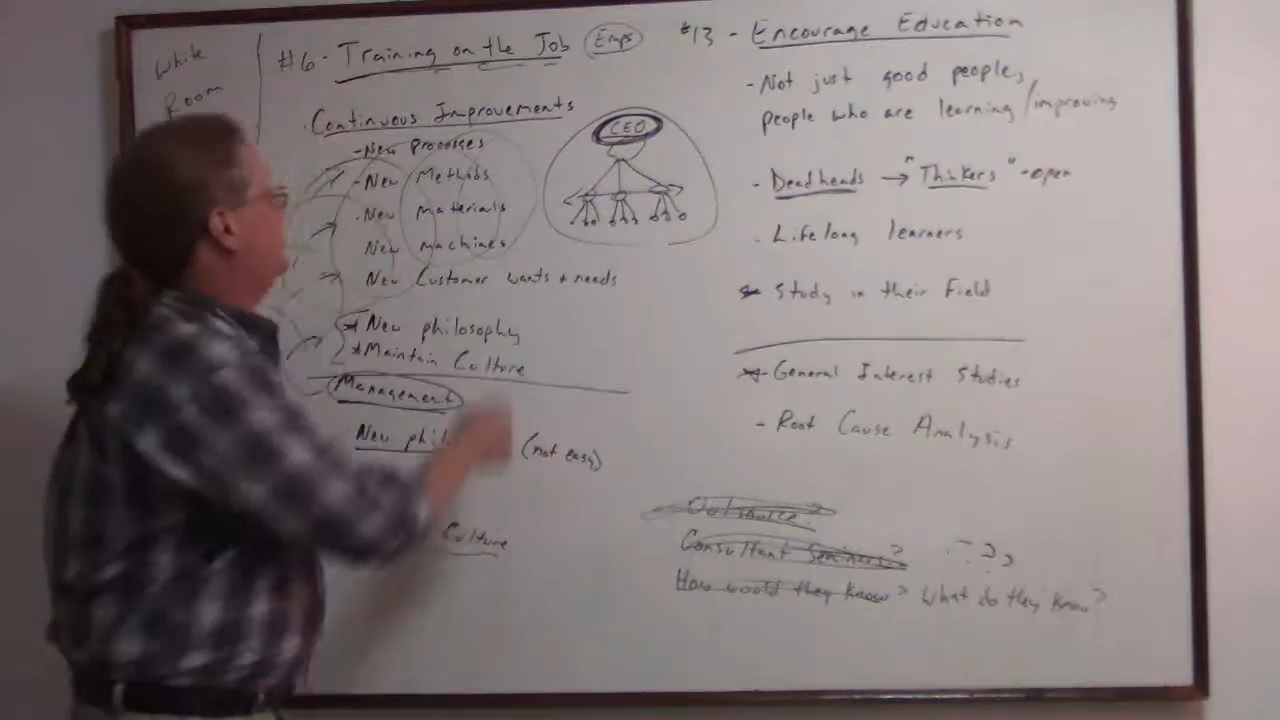 White
Room
#6 - Training on the Job Emps
. Continuous Improvements
- New Processes
- New Methods
. New materials
New machines
New Customer wants + needs
* New philosophy
* Maintain Culture
Management
New phil
(not easy)
Culture
CEO
#13 - Encourage Education
- Not just good people,
people who are learning / improving
- Deadheads → "Thinkers" - open
. Lifelong learners
* Study in their Field
* General Interest Studies
- Root Cause Analysis
Outsource?
Consultant Seminars? ???
How would they know? What do they know?